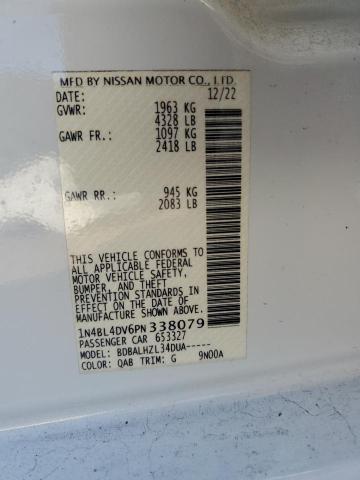 MFD BY NISSAN MOTOR CO., LTD.
DATE: 12/22
GVWR: 1963 KG
4328 LB
GAWR FR.: 1097 KG
2418 LB
GAWR RR.: 945 KG
2083 LB
THIS VEHICLE CONFORMS TO
ALL APPLICABLE FEDERAL
MOTOR VEHICLE SAFETY,
BUMPER, AND THEFT
PREVENTION STANDARDS IN
EFFECT ON THE DATE OF
MANUFACTURE SHOWN ABOVE.
1N4BL4DV6PN338079
PASSENGER CAR 653327
MODEL: BDBALHZL34DUA-----
COLOR: QAB TRIM: G 9N00A